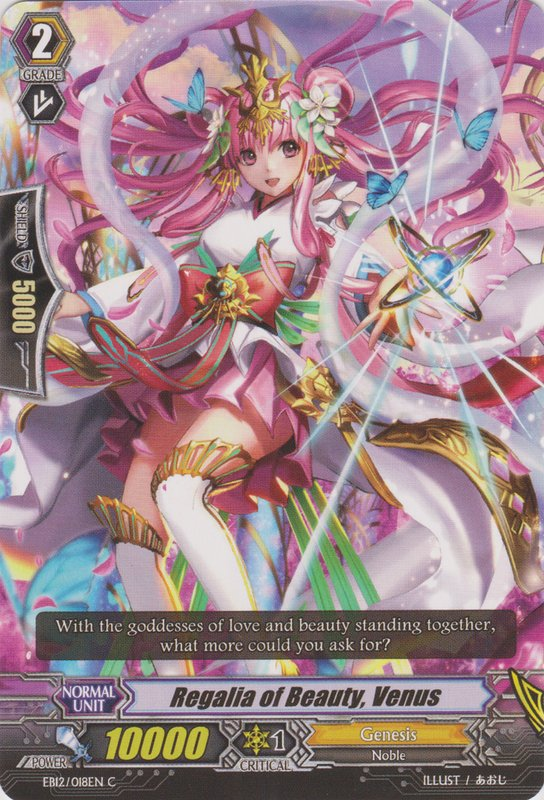 2
GRADE
SHIELD
5000
With the goddesses of love and beauty standing together,
what more could you ask for?
NORMAL
UNIT
Regalia of Beauty, Venus
POWER
10000
1
CRITICAL
Genesis
Noble
EB12/018EN C
ILLUST / あおじ